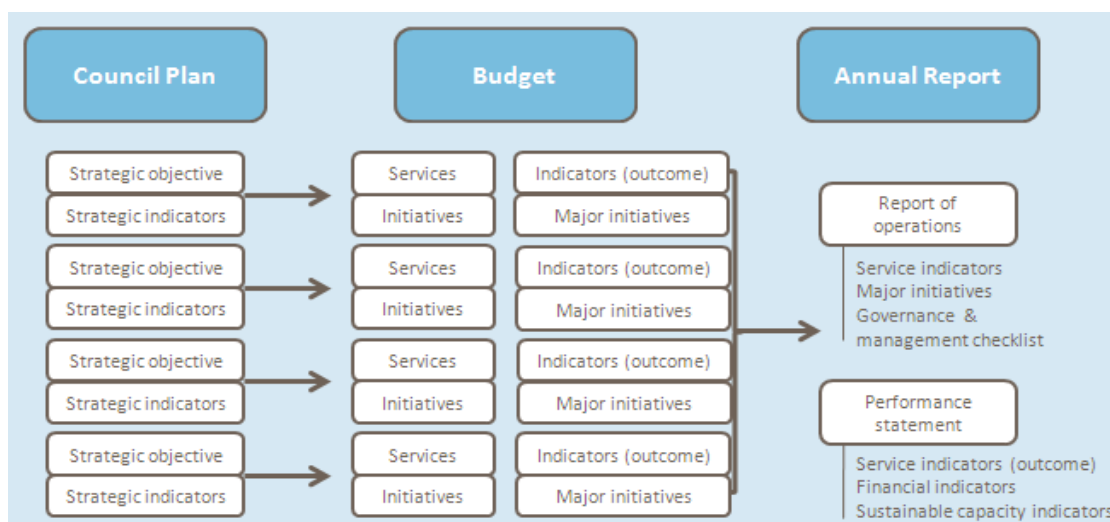 Council Plan
Budget
Annual Report
Strategic objective
Strategic indicators
Services
Initiatives
Indicators (outcome)
Major initiatives
Strategic objective
Strategic indicators
Services
Initiatives
Indicators (outcome)
Major initiatives
Strategic objective
Strategic indicators
Services
Initiatives
Indicators (outcome)
Major initiatives
Strategic objective
Strategic indicators
Services
Initiatives
Indicators (outcome)
Major initiatives
Report of
operations
Service indicators
Major initiatives
Governance &
management checklist
Performance
statement
Service indicators (outcome)
Financial indicators
Sustainable capacity indicators